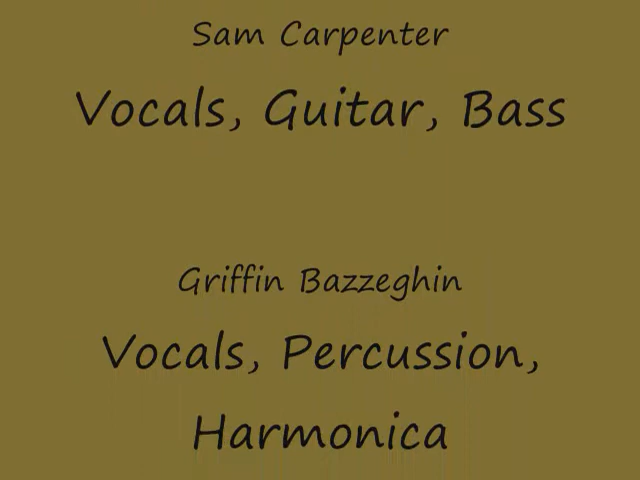 Sam Carpenter
Vocals, Guitar, Bass
Griffin Bazzeghin
Vocals, Percussion,
Harmonica